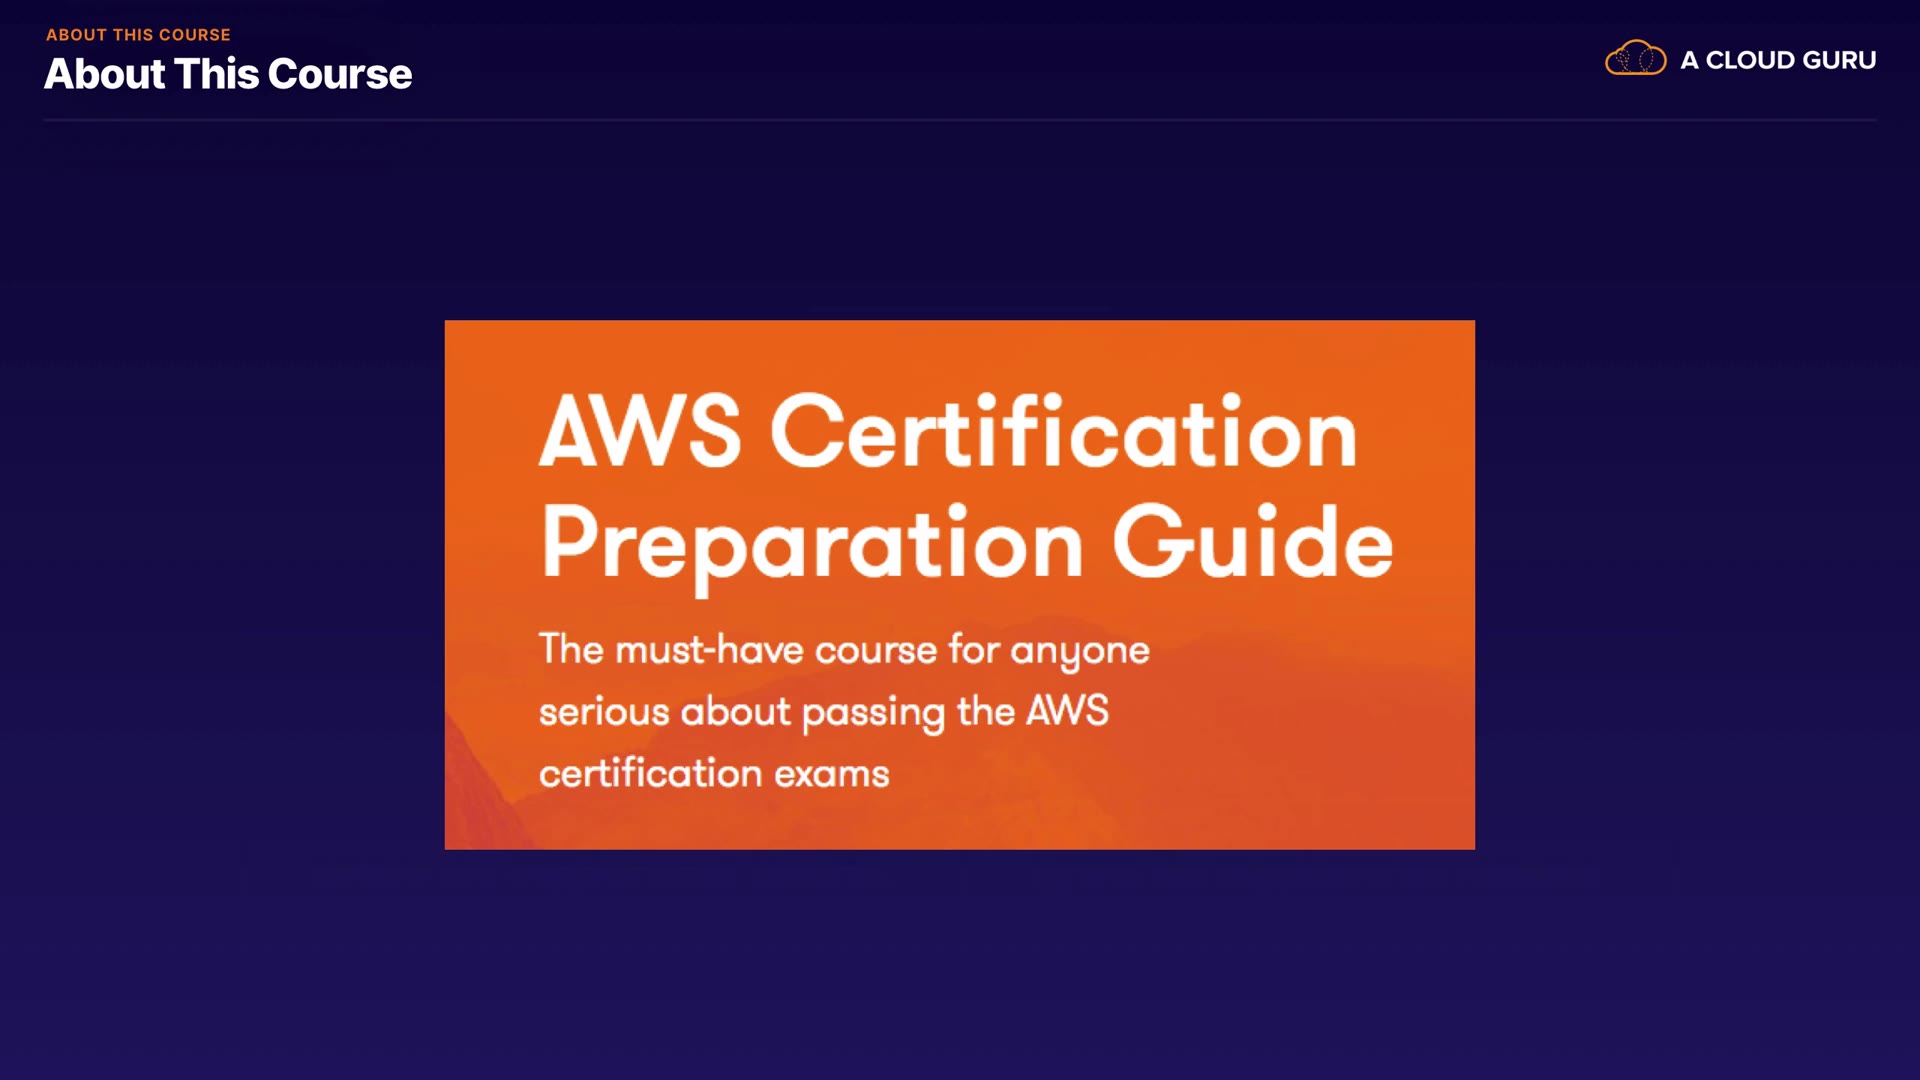 ABOUT THIS COURSE
About This Course
A CLOUD GURU
AWS Certification
Preparation Guide
The must-have course for anyone
serious about passing the AWS
certification exams